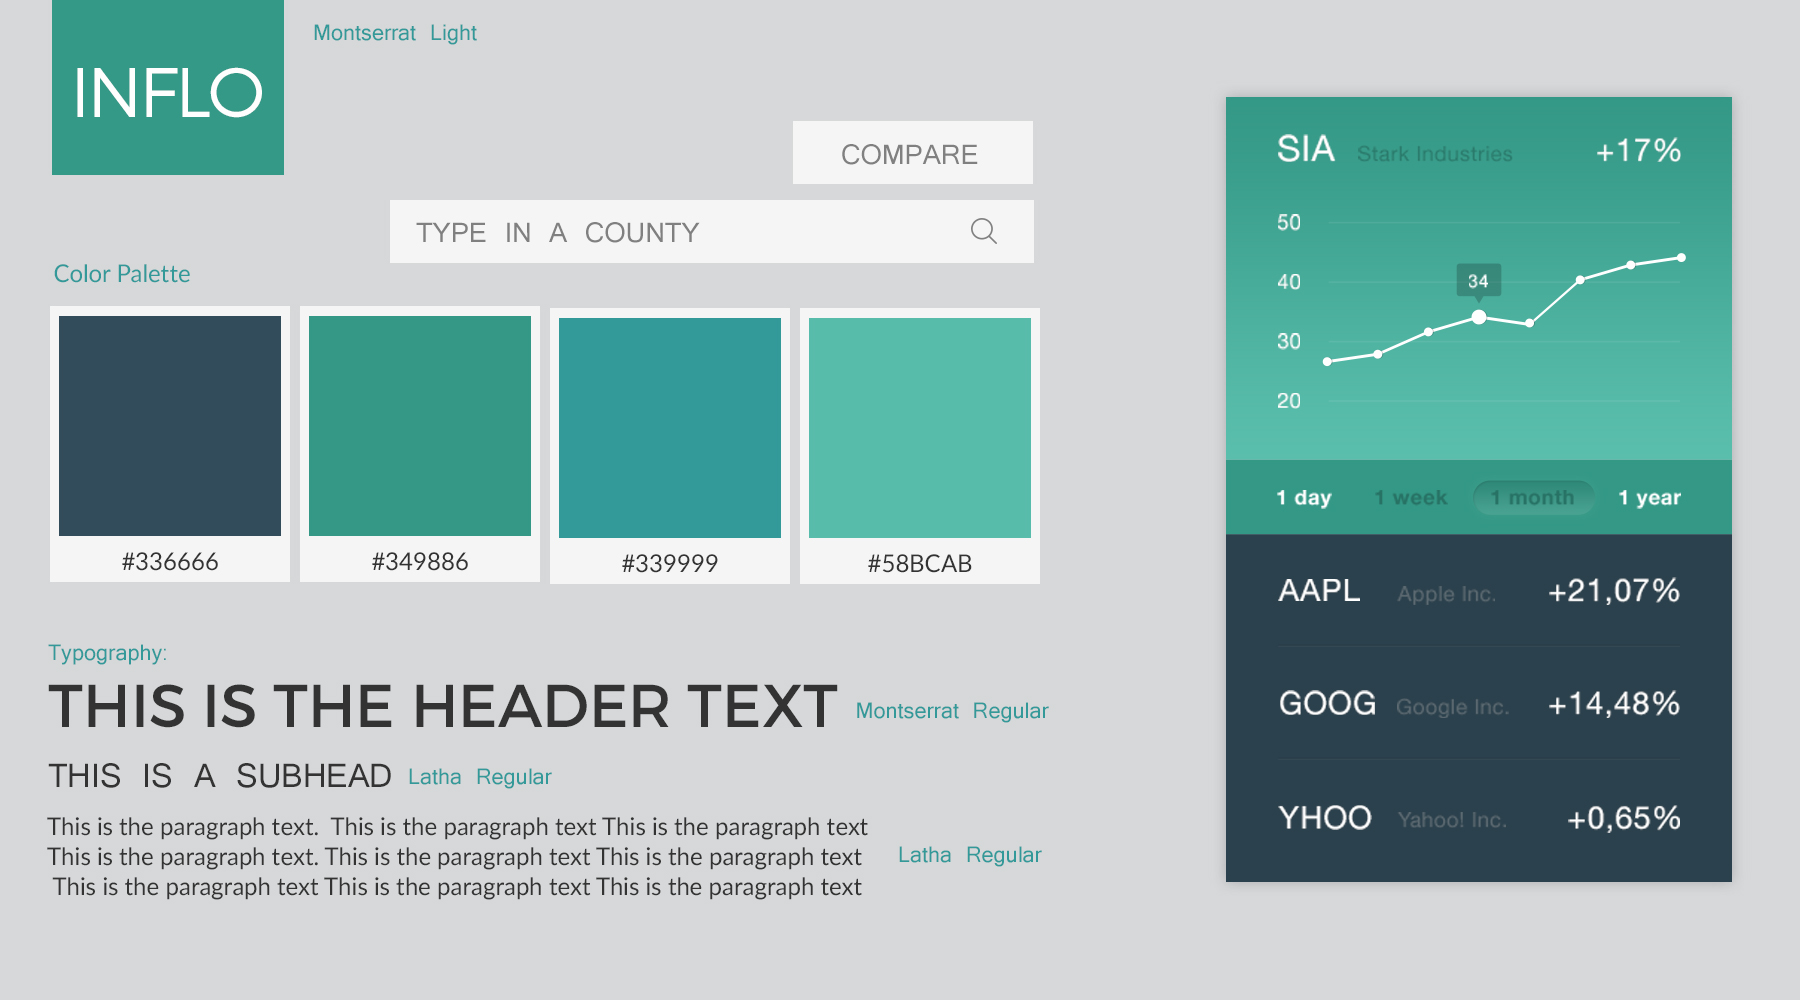 INFLO
Montserrat Light
COMPARE
TYPE IN A COUNTY
Color Palette
#336666
#349886
#339999
#58BCAB
Typography:
THIS IS THE HEADER TEXT
Montserrat Regular
THIS IS A SUBHEAD
Latha Regular
This is the paragraph text. This is the paragraph text This is the paragraph text
This is the paragraph text. This is the paragraph text This is the paragraph text
This is the paragraph text This is the paragraph text This is the paragraph text
Latha Regular
SIA Stark Industries +17%
50
40
34
30
20
1 day 1 week 1 month 1 year
AAPL Apple Inc. +21,07%
GOOG Google Inc. +14,48%
YHOO Yahoo! Inc. +0,65%